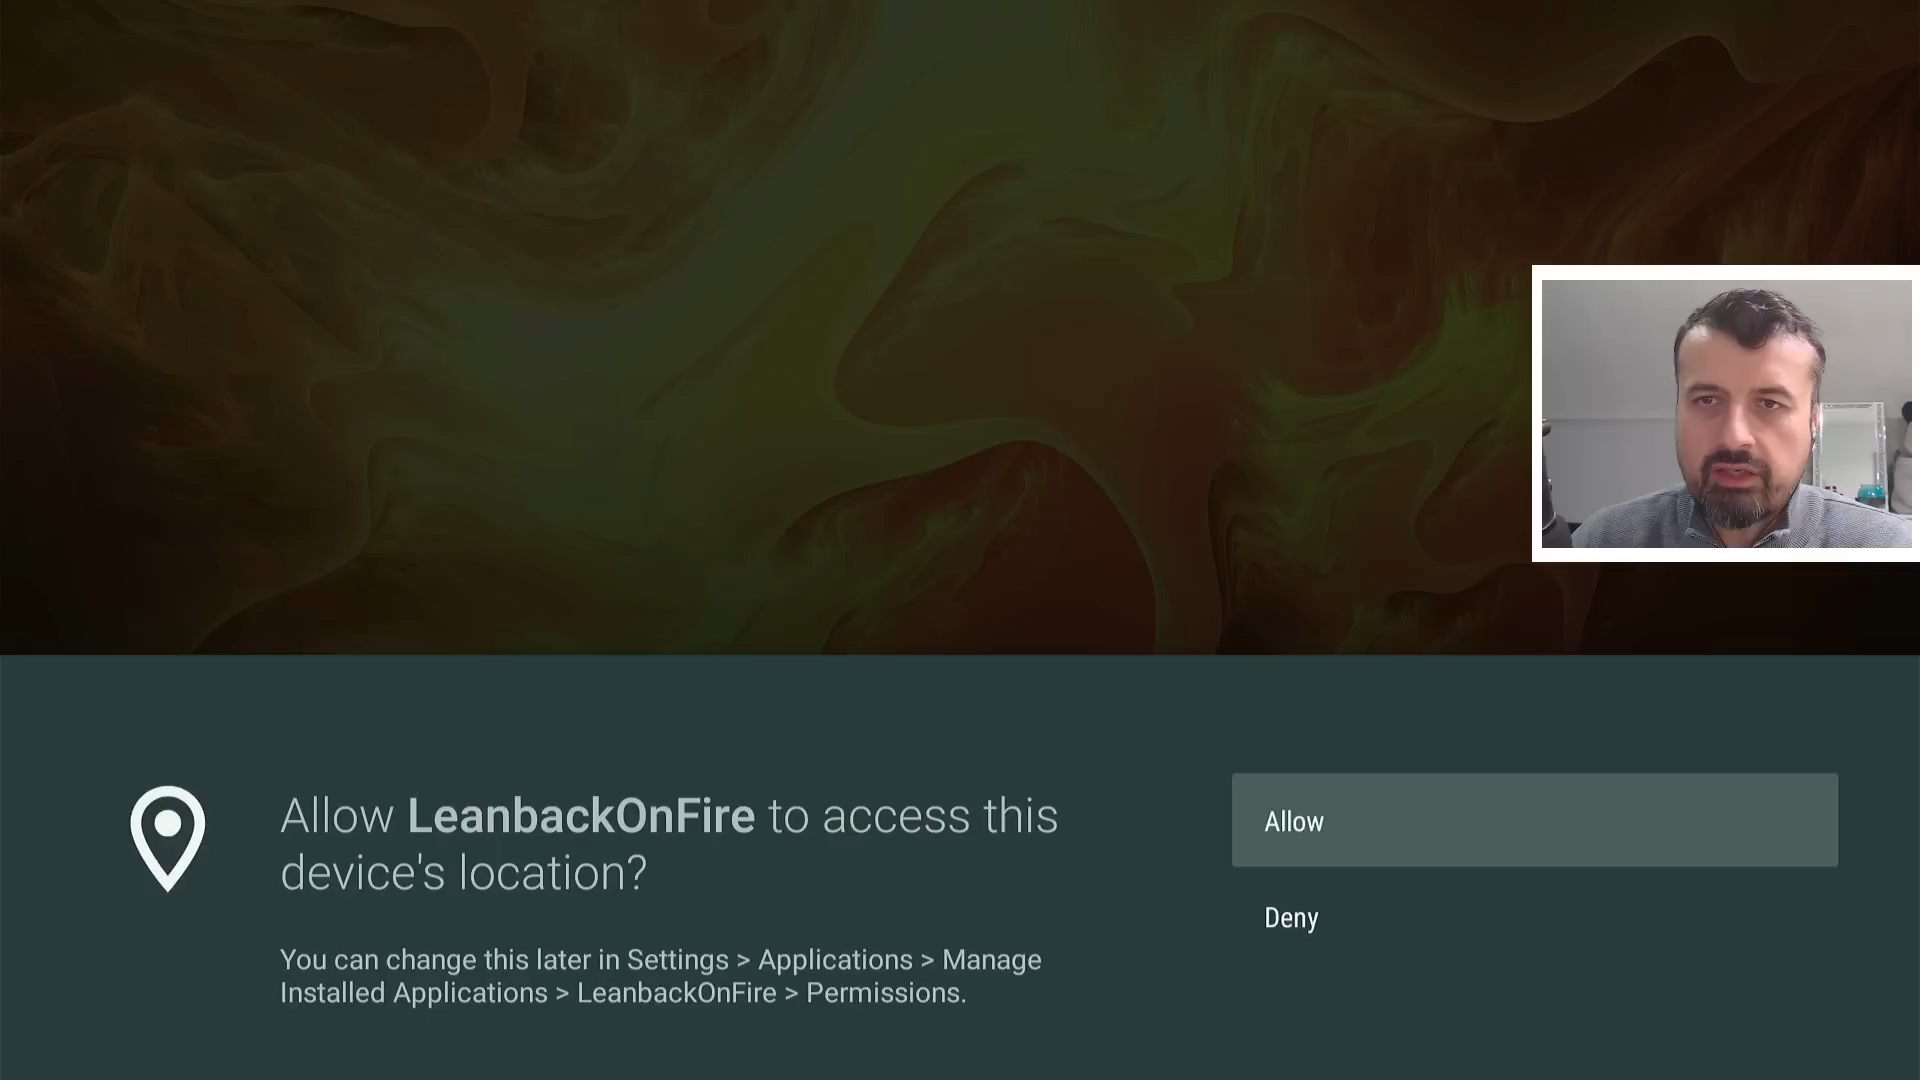 Allow LeanbackOnFire to access this
device's location?
You can change this later in Settings > Applications > Manage
Installed Applications > LeanbackOnFire > Permissions.
Allow
Deny